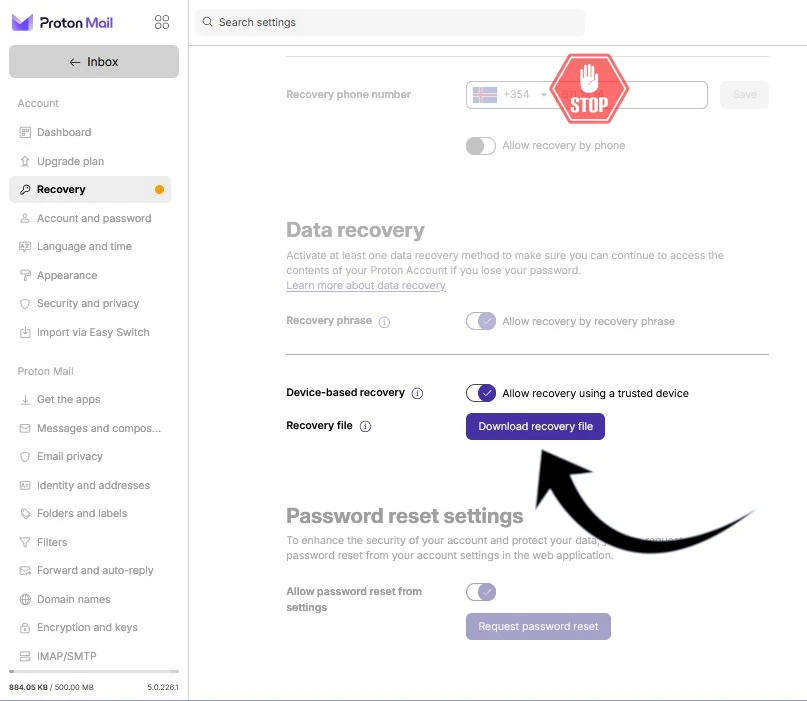 Proton Mail
Search settings
← Inbox
Account
Dashboard
Upgrade plan
Recovery
Account and password
Language and time
Appearance
Security and privacy
Import via Easy Switch
Proton Mail
Get the apps
Messages and compos...
Email privacy
Identity and addresses
Folders and labels
Filters
Forward and auto-reply
Domain names
Encryption and keys
IMAP/SMTP
884.05 KB / 500.00 MB
5.0.226.1
Recovery phone number
+354
STOP
Save
Allow recovery by phone
Data recovery
Activate at least one data recovery method to make sure you can continue to access the
contents of your Proton Account if you lose your password.
Learn more about data recovery
Recovery phrase
Allow recovery by recovery phrase
Device-based recovery
Allow recovery using a trusted device
Recovery file
Download recovery file
Password reset settings
To enhance the security of your account and protect your data,
password reset from your account settings in the web application.
Allow password reset from
settings
Request password reset